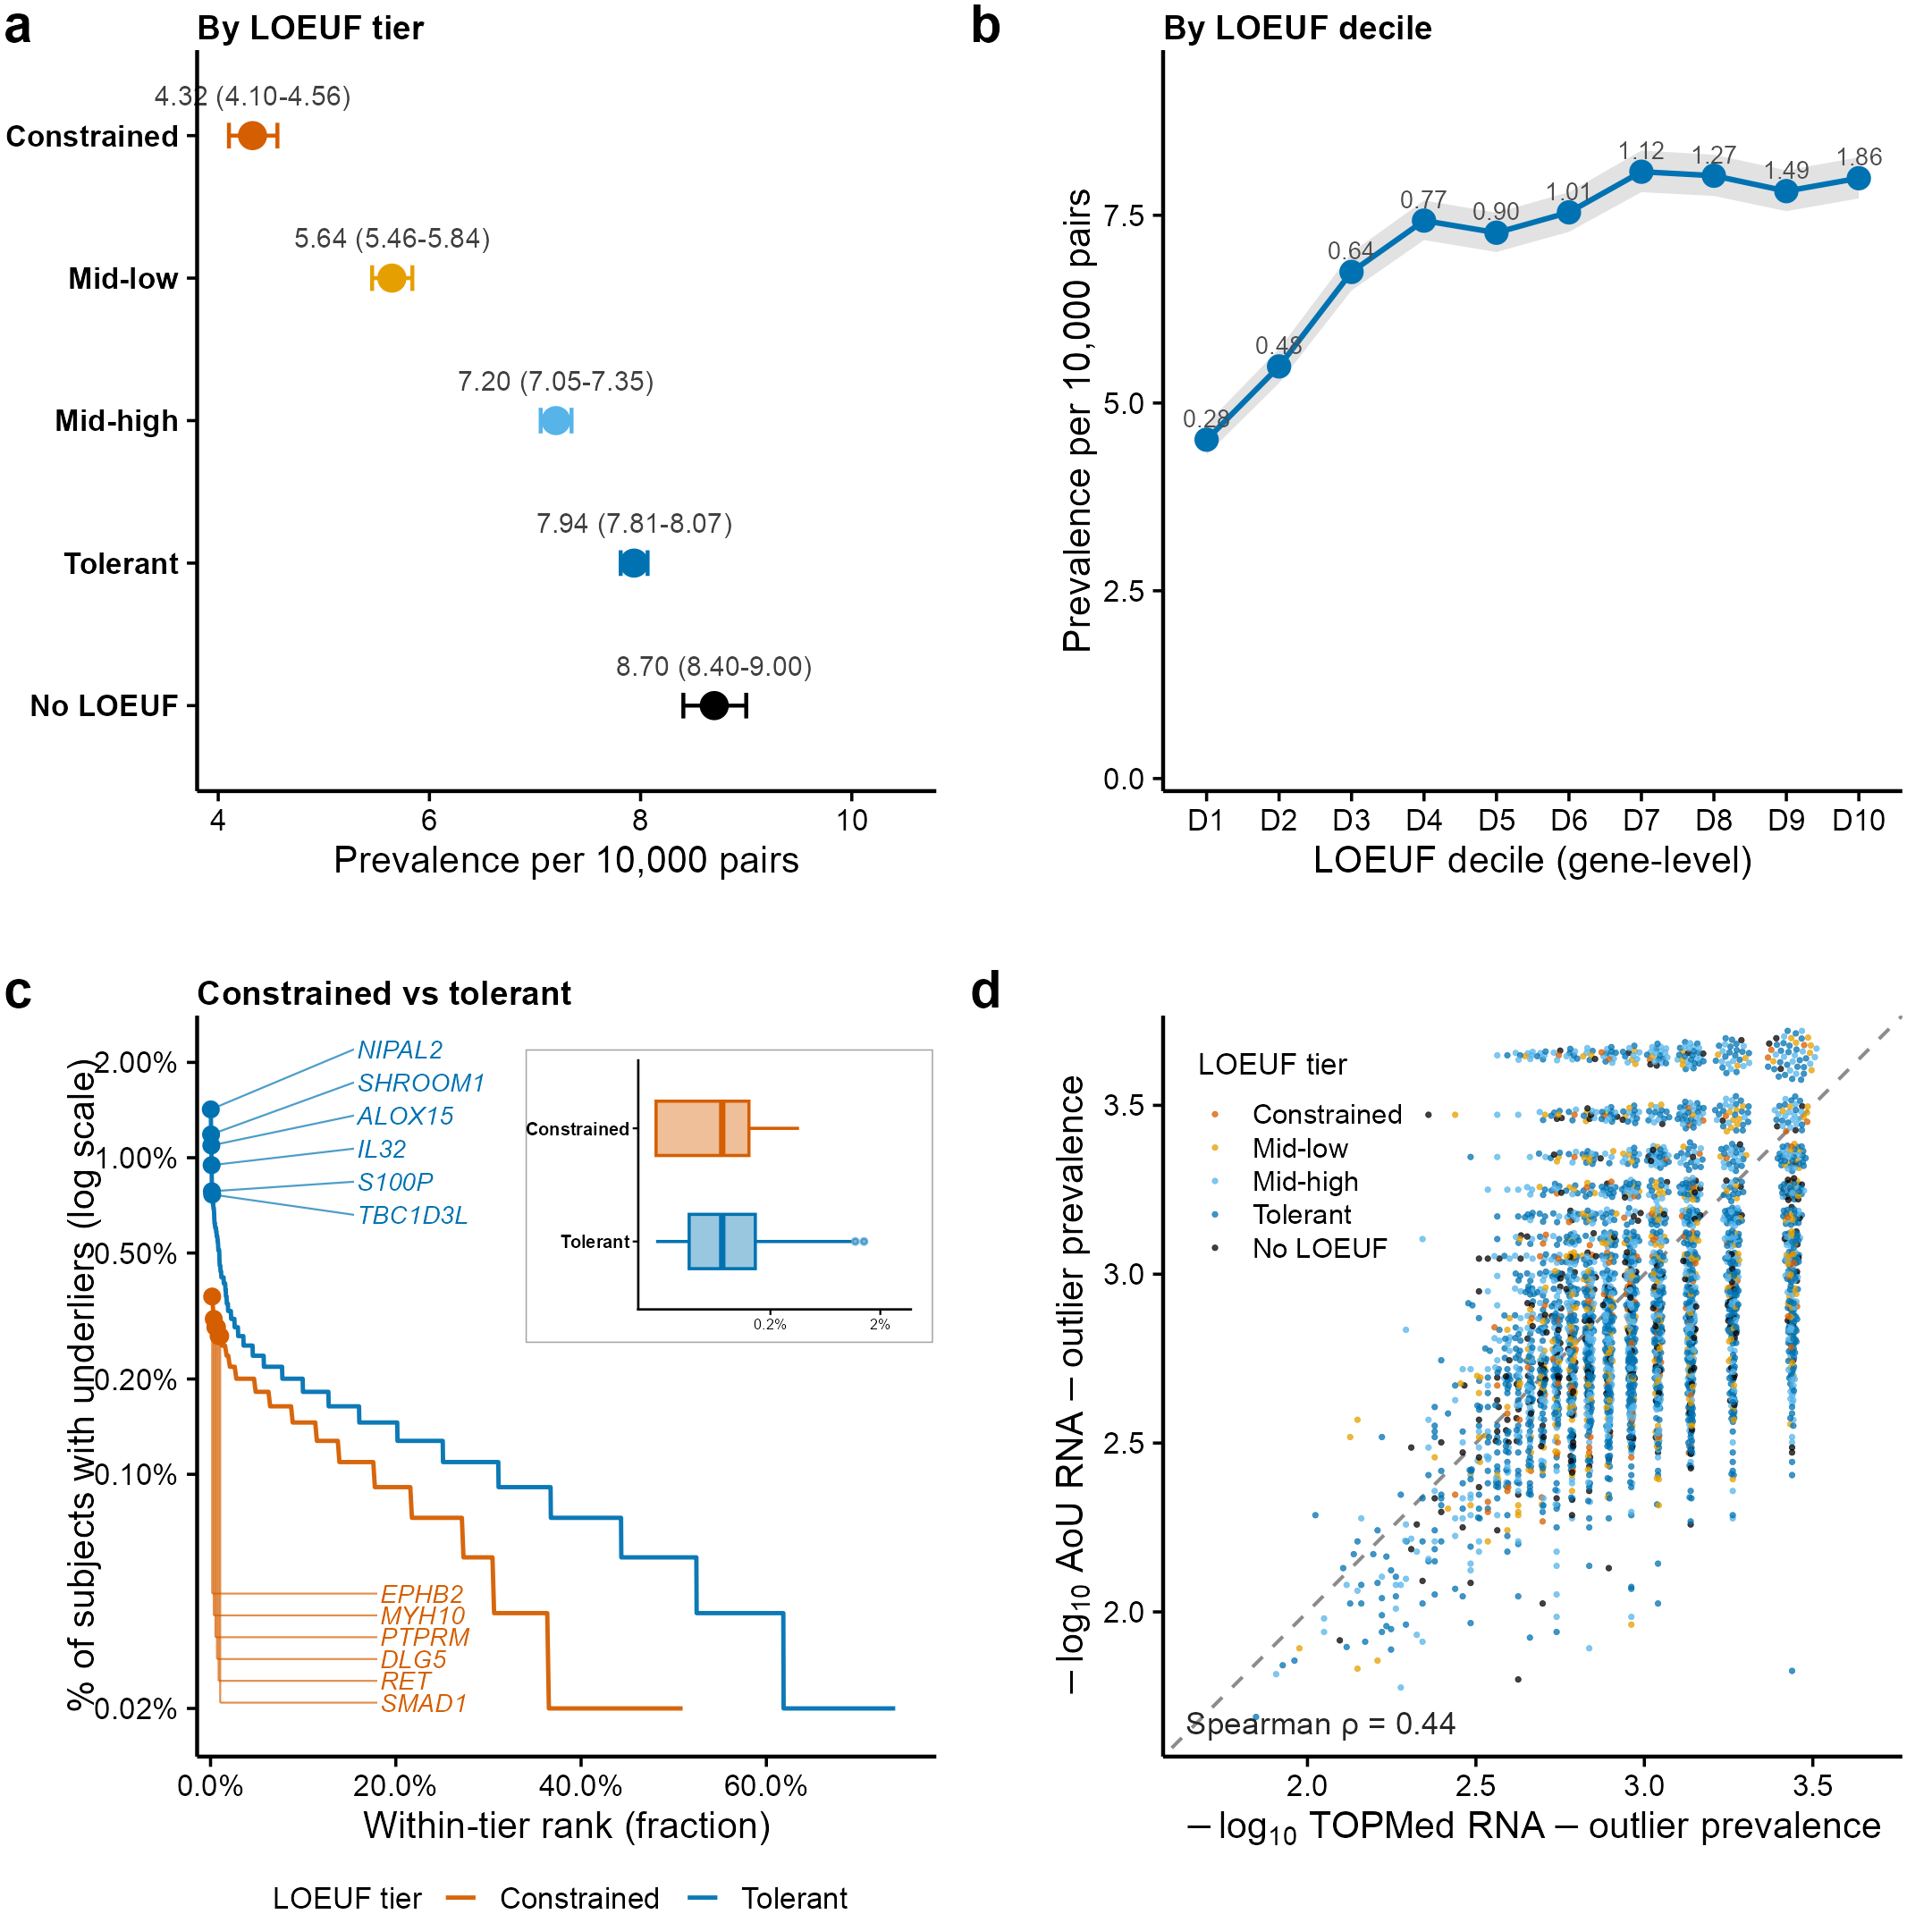 a
By LOEUF tier
4.32 (4.10-4.56)
Constrained
5.64 (5.46-5.84)
Mid-low
7.20 (7.05-7.35)
Mid-high
7.94 (7.81-8.07)
Tolerant
8.70 (8.40-9.00)
No LOEUF
4 6 8 10
Prevalence per 10,000 pairs
b
By LOEUF decile
Prevalence per 10,000 pairs
7.5
5.0
2.5
0.0
0.28 0.48 0.64 0.77 0.90 1.01 1.12 1.27 1.49 1.86
D1 D2 D3 D4 D5 D6 D7 D8 D9 D10
LOEUF decile (gene-level)
c
Constrained vs tolerant
% of subjects with underliers (log scale)
2.00%
1.00%
0.50%
0.20%
0.10%
0.02%
NIPAL2
SHROOM1
ALOX15
IL32
S100P
TBC1D3L
Constrained
Tolerant
0.2% 2%
EPHB2
MYH10
PTPRM
DLG5
RET
SMAD1
0.0% 20.0% 40.0% 60.0%
Within-tier rank (fraction)
LOEUF tier Constrained Tolerant
d
−log₁₀ AoU RNA − outlier prevalence
3.5
3.0
2.5
2.0
LOEUF tier
Constrained
Mid-low
Mid-high
Tolerant
No LOEUF
Spearman ρ = 0.44
2.0 2.5 3.0 3.5
−log₁₀ TOPMed RNA − outlier prevalence